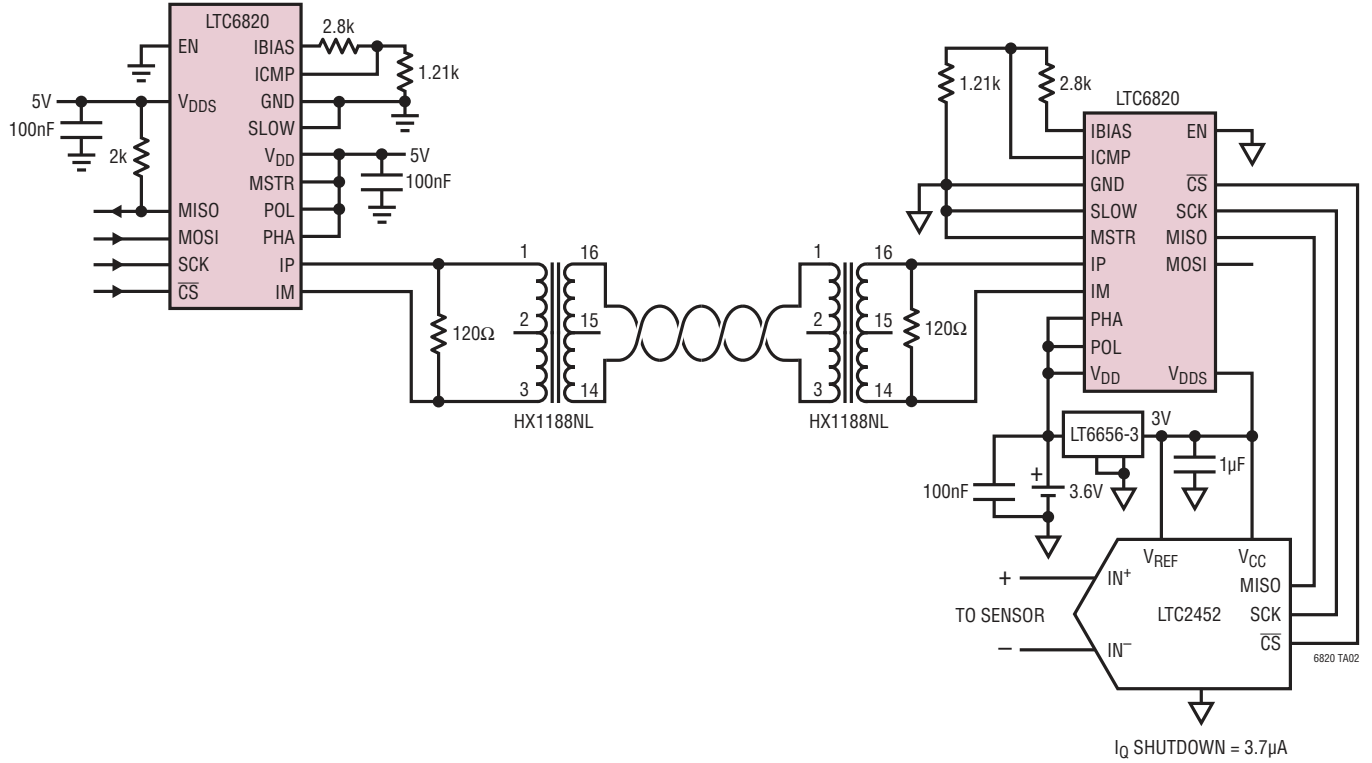 LTC6820
EN
IBIAS
2.8k
ICMP
1.21k
5V
VDDS
GND
100nF
SLOW
2k
VDD
5V
MSTR
100nF
MISO
POL
MOSI
PHA
SCK
IP
CS
IM
120Ω
1
16
2
15
3
14
HX1188NL
1
16
2
15
3
14
HX1188NL
120Ω
1.21k
2.8k
LTC6820
IBIAS
EN
ICMP
GND
CS
SLOW
SCK
MSTR
MISO
IP
MOSI
IM
PHA
POL
VDD
VDDS
LT6656-3
3V
1µF
100nF
+
3.6V
VREF
VCC
+
IN+
MISO
TO SENSOR
LTC2452
SCK
−
IN−
CS
6820 TA02
IQ SHUTDOWN = 3.7µA